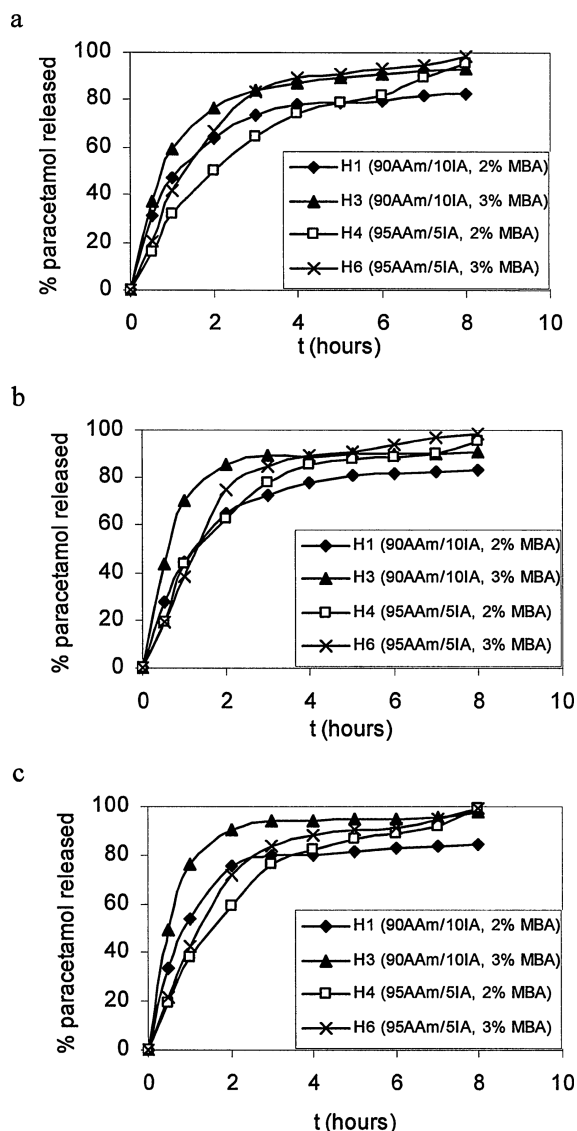 a
% paracetamol released
100
80
60
40
20
0
H1 (90AAm/10IA, 2% MBA)
H3 (90AAm/10IA, 3% MBA)
H4 (95AAm/5IA, 2% MBA)
H6 (95AAm/5IA, 3% MBA)
0 2 4 6 8 10
t (hours)
b
% paracetamol released
100
80
60
40
20
0
H1 (90AAm/10IA, 2% MBA)
H3 (90AAm/10IA, 3% MBA)
H4 (95AAm/5IA, 2% MBA)
H6 (95AAm/5IA, 3% MBA)
0 2 4 6 8 10
t (hours)
c
% paracetamol released
100
80
60
40
20
0
H1 (90AAm/10IA, 2% MBA)
H3 (90AAm/10IA, 3% MBA)
H4 (95AAm/5IA, 2% MBA)
H6 (95AAm/5IA, 3% MBA)
0 2 4 6 8 10
t (hours)